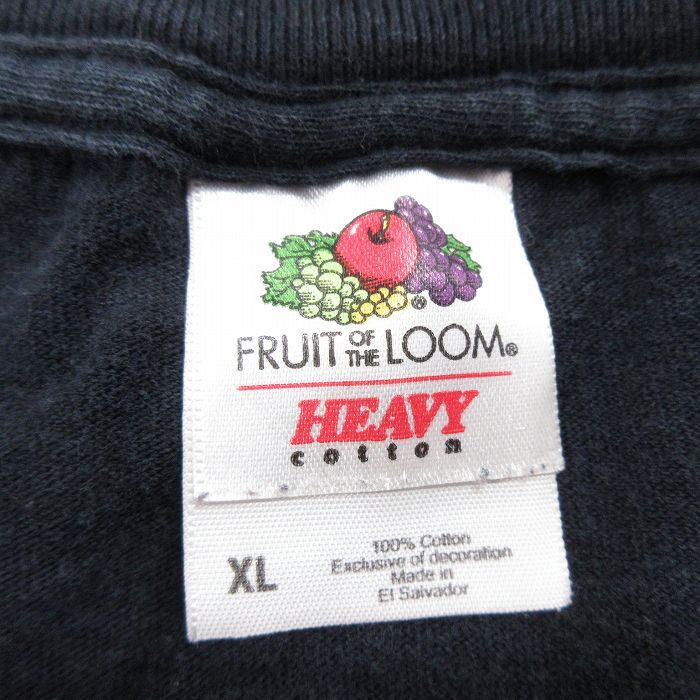 ®
FRUIT OF THE LOOM®
HEAVY
cotton
XL
100% Cotton
Exclusive of decoration
Made in
El Salvador